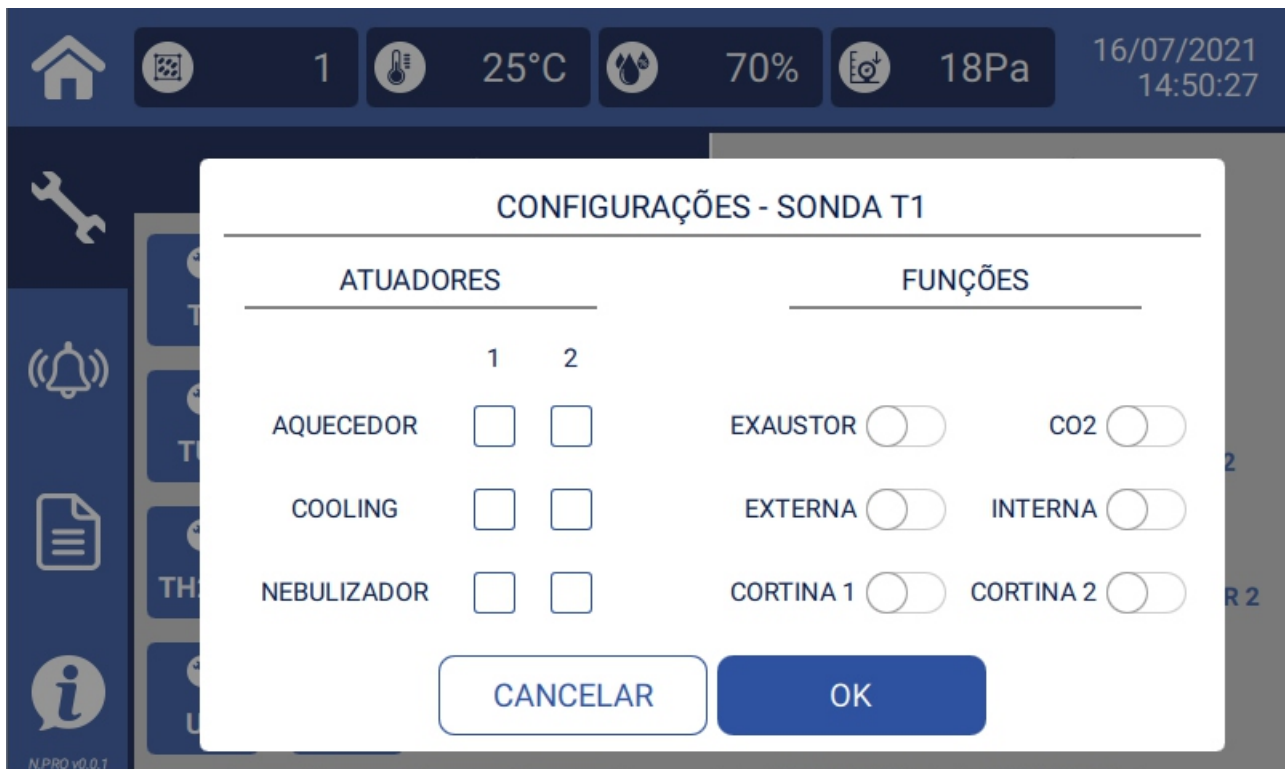 1 25°C 70% 18Pa 16/07/2021
14:50:27
CONFIGURAÇÕES - SONDA T1
ATUADORES FUNÇÕES
1 2
AQUECEDOR EXAUSTOR CO2
COOLING EXTERNA INTERNA
NEBULIZADOR CORTINA 1 CORTINA 2
CANCELAR OK
N.PRO v0.0.1